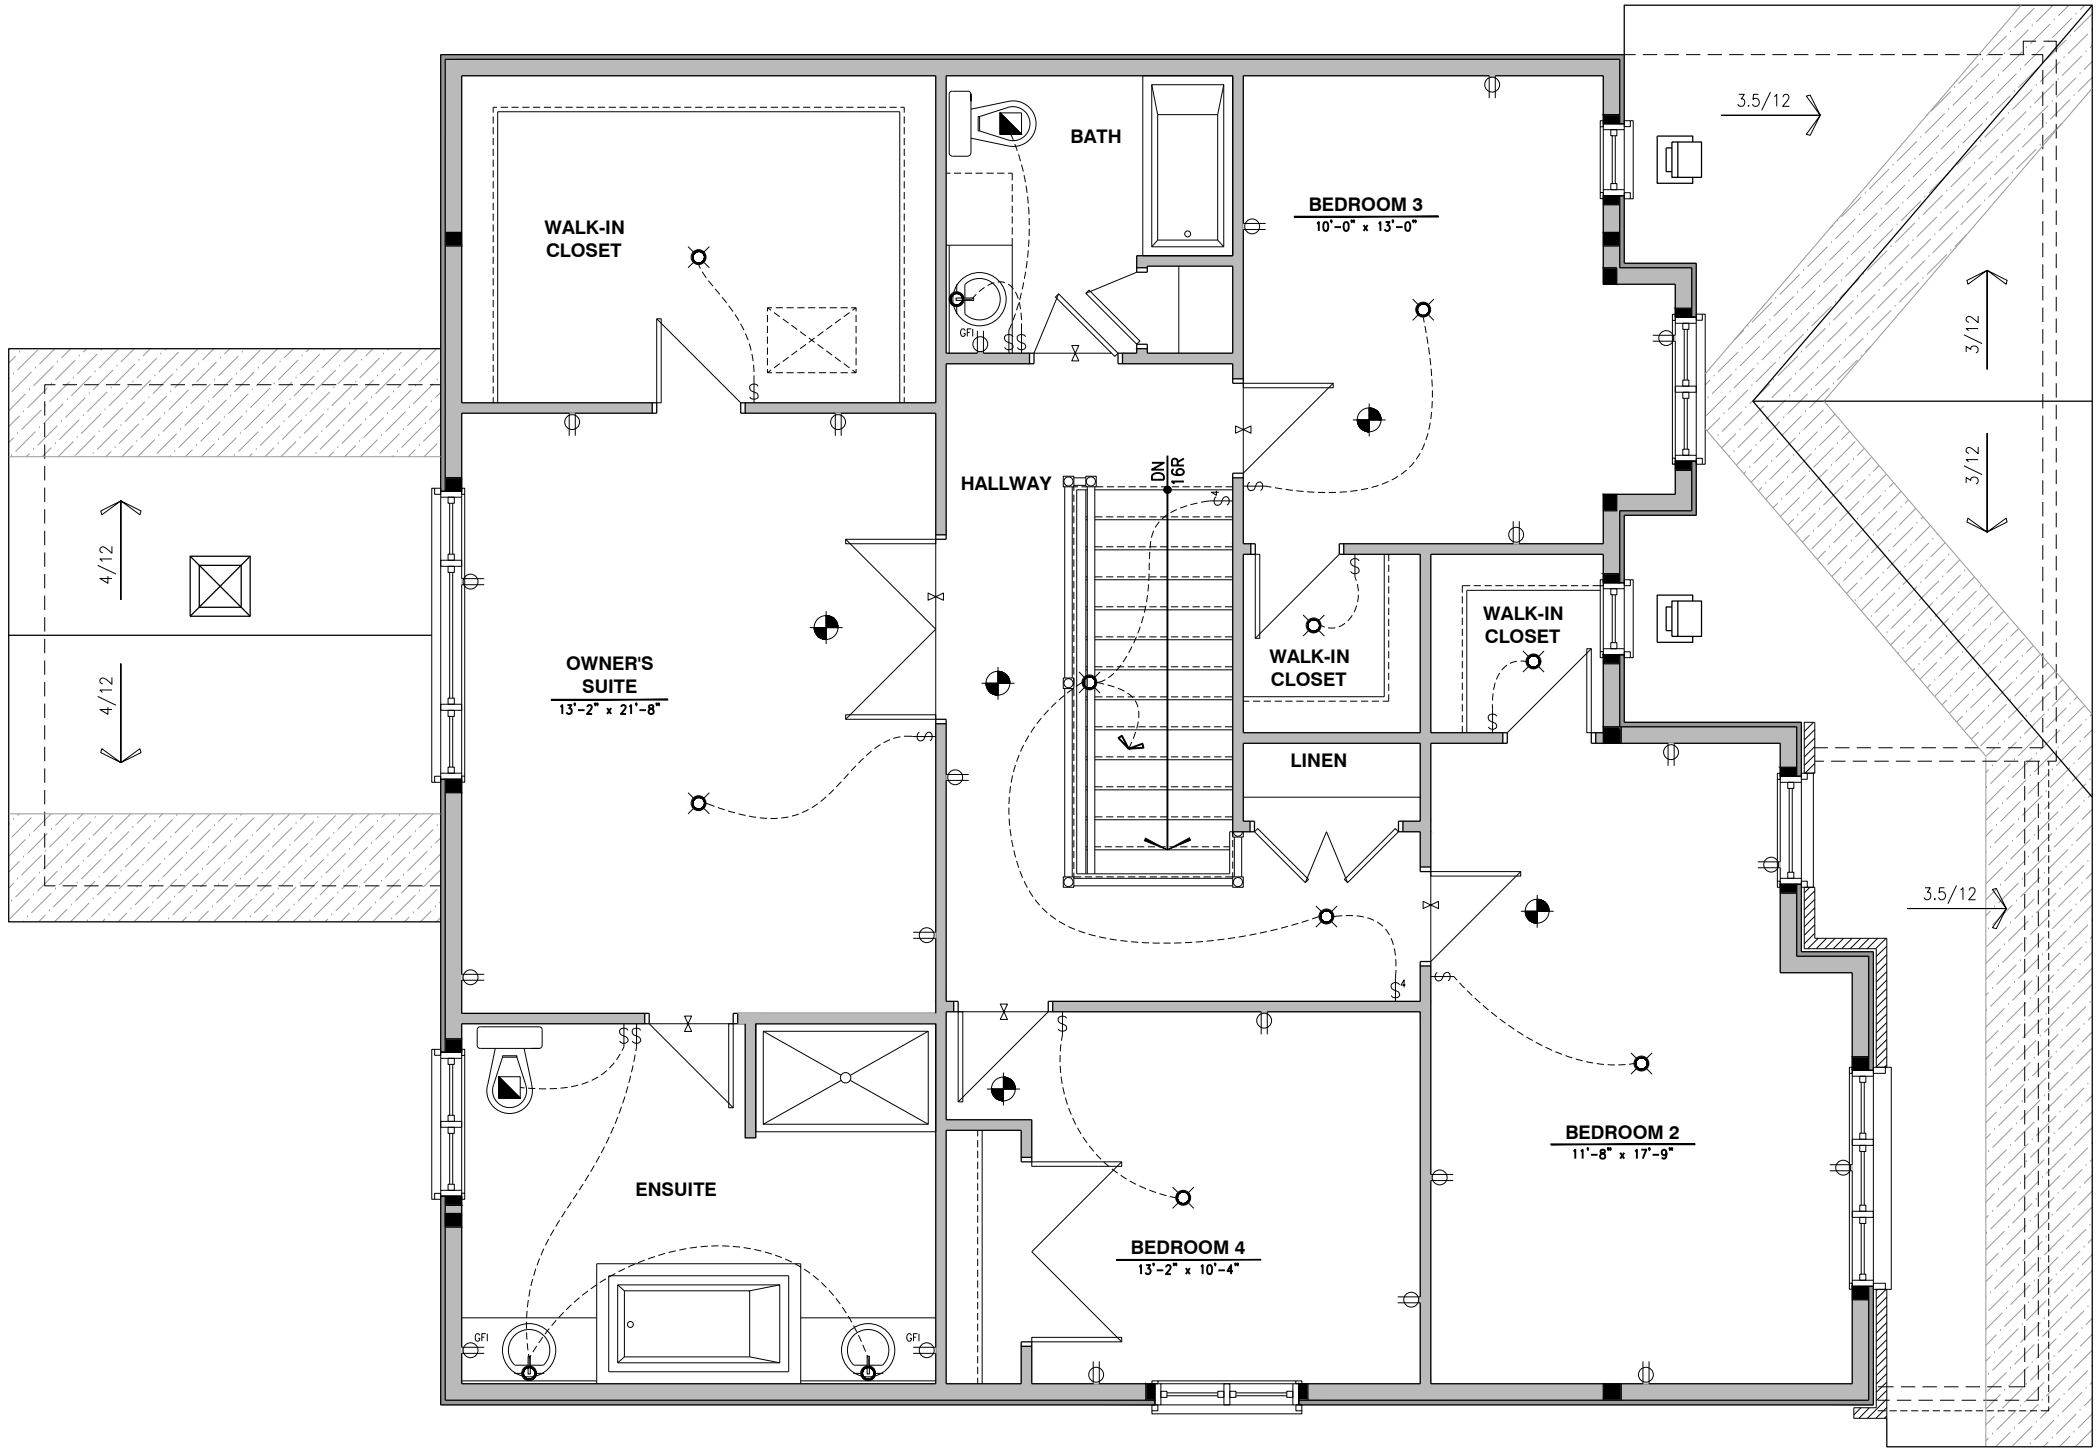 3.5/12
BATH
WALK-IN
CLOSET
BEDROOM 3
10'-0" x 13'-0"
3/12
GFI
S S
S
HALLWAY
DN
16R
S
S4
3/12
4/12
S
WALK-IN
CLOSET
WALK-IN
CLOSET
OWNER'S
SUITE
13'-2" x 21'-8"
4/12
S
S
LINEN
3.5/12
S
S4
S
S S
BEDROOM 2
11'-8" x 17'-9"
ENSUITE
BEDROOM 4
13'-2" x 10'-4"
GFI
GFI